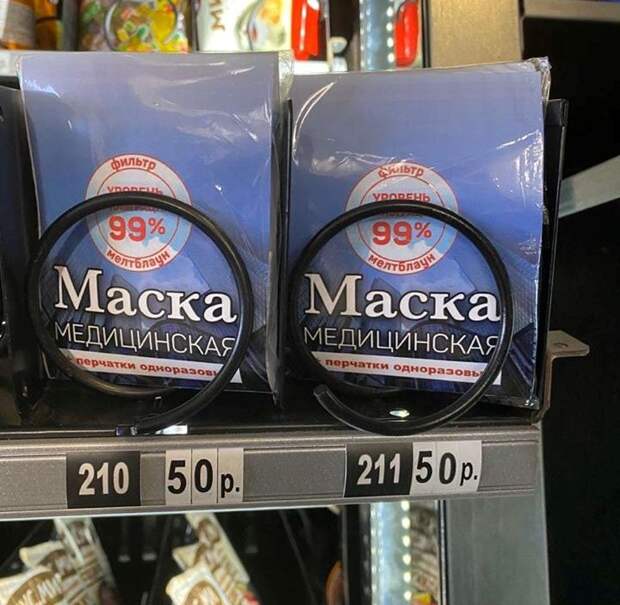 фильтр
УРОВЕНЬ
99%
мелтблаун
Маска
МЕДИЦИНСКАЯ
перчатки одноразовы
фильтр
УРОВЕНЬ
99%
мелтблаун
Маска
МЕДИЦИНСКАЯ
перчатки одноразовы
210 50р.
211 50р.